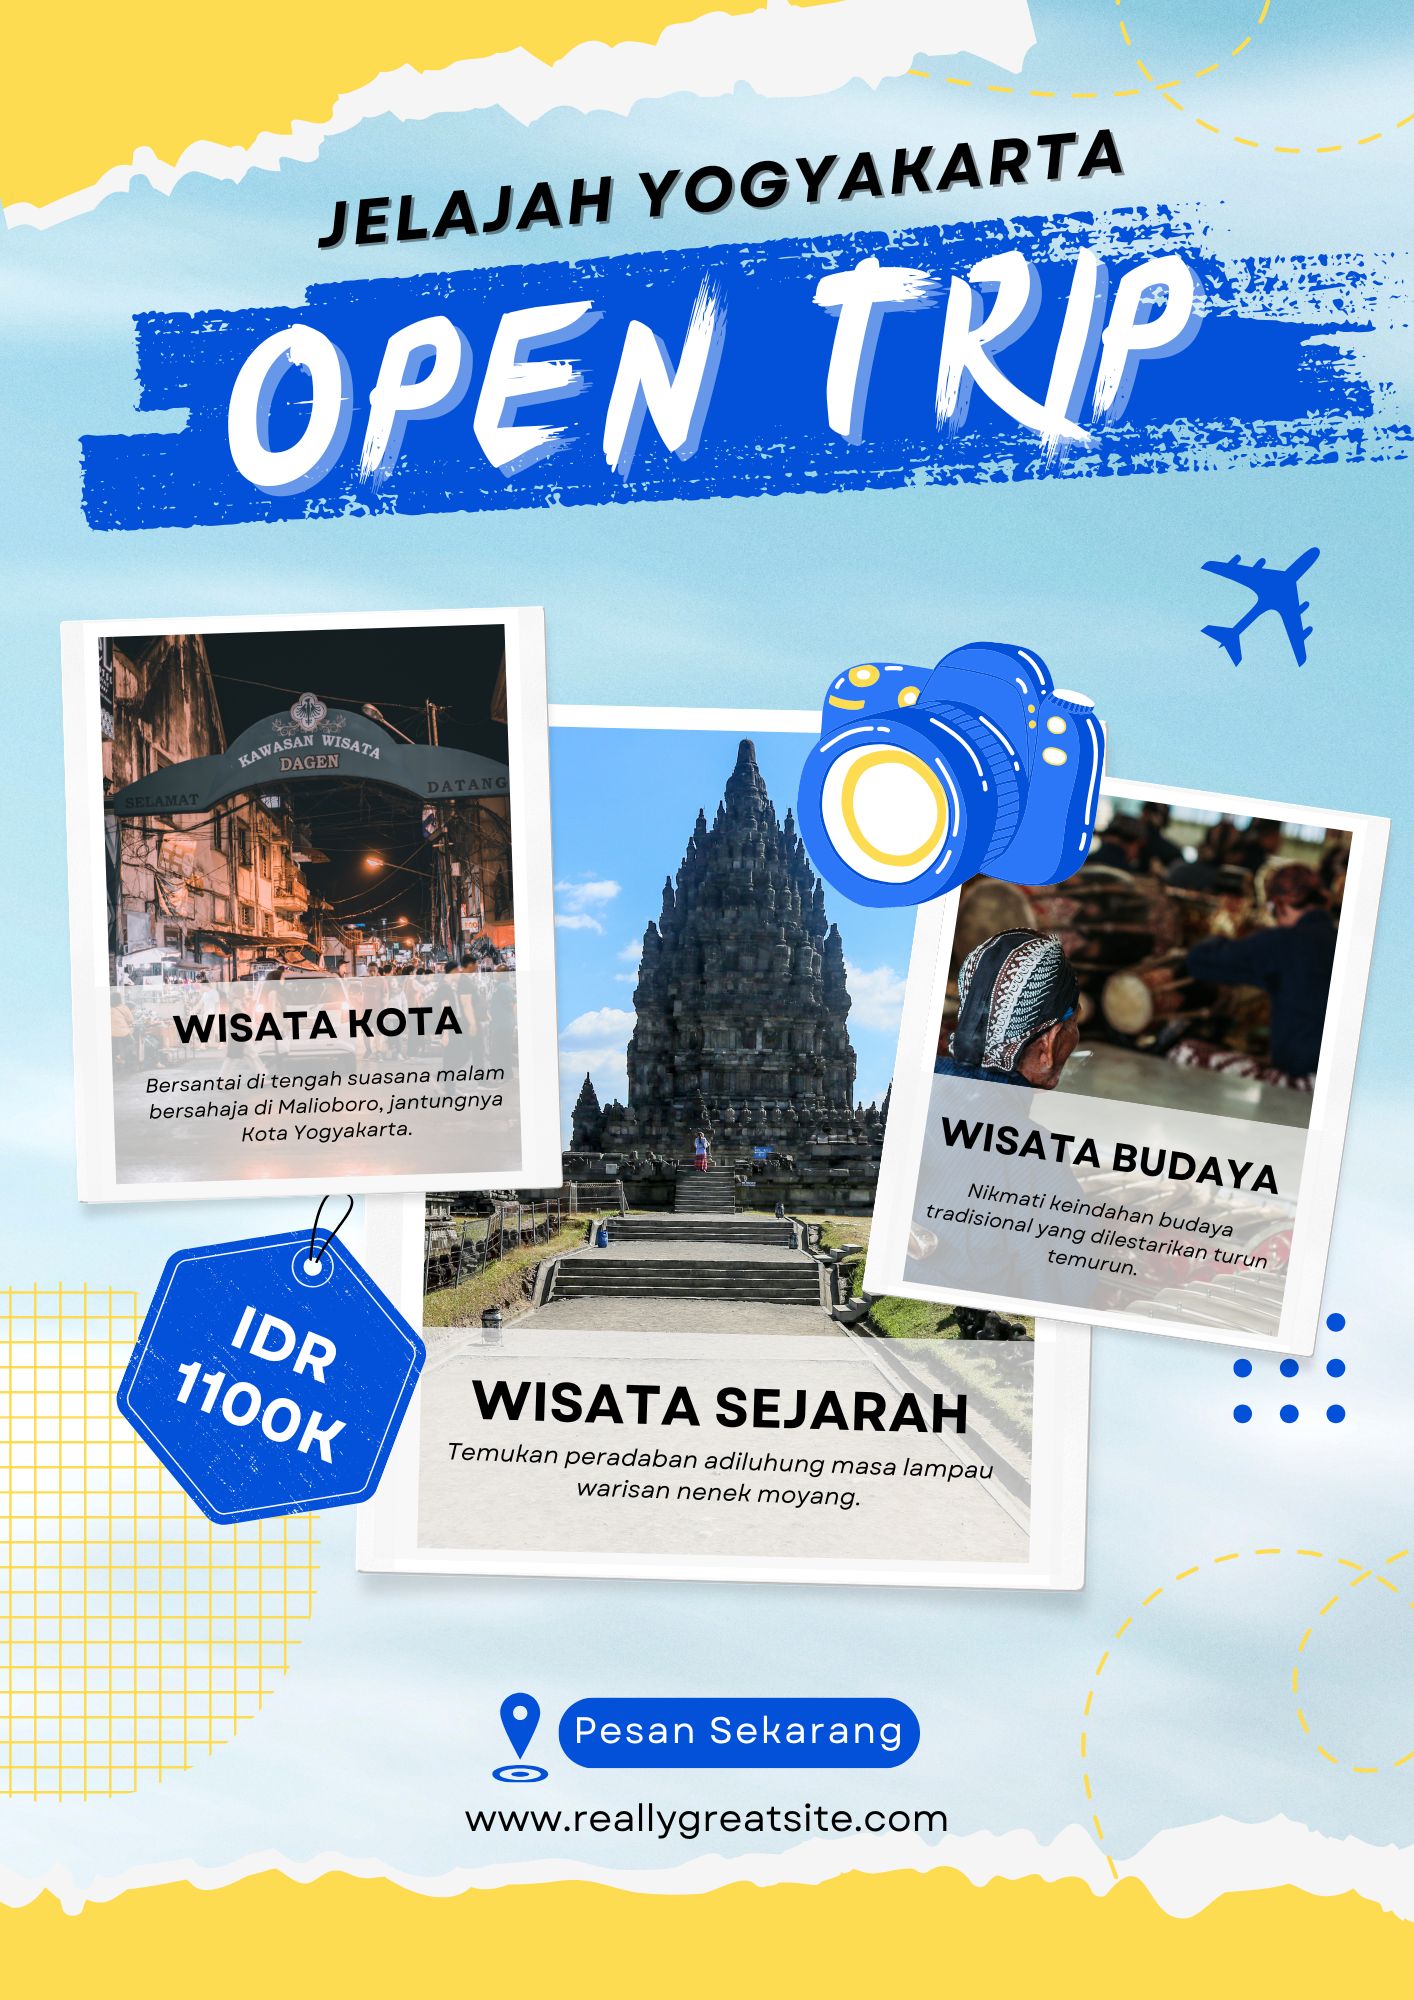 JELAJAH YOGYAKARTA
OPEN TRIP
KAWASAN WISATA
DAGEN
SELAMAT
DATANG
WISATA KOTA
Bersantai di tengah suasana malam
bersahaja di Malioboro, jantungnya
Kota Yogyakarta.
WISATA BUDAYA
Nikmati keindahan budaya
tradisional yang dilestarikan turun
temurun.
IDR
1100K
WISATA SEJARAH
Temukan peradaban adiluhung masa lampau
warisan nenek moyang.
Pesan Sekarang
www.reallygreatsite.com